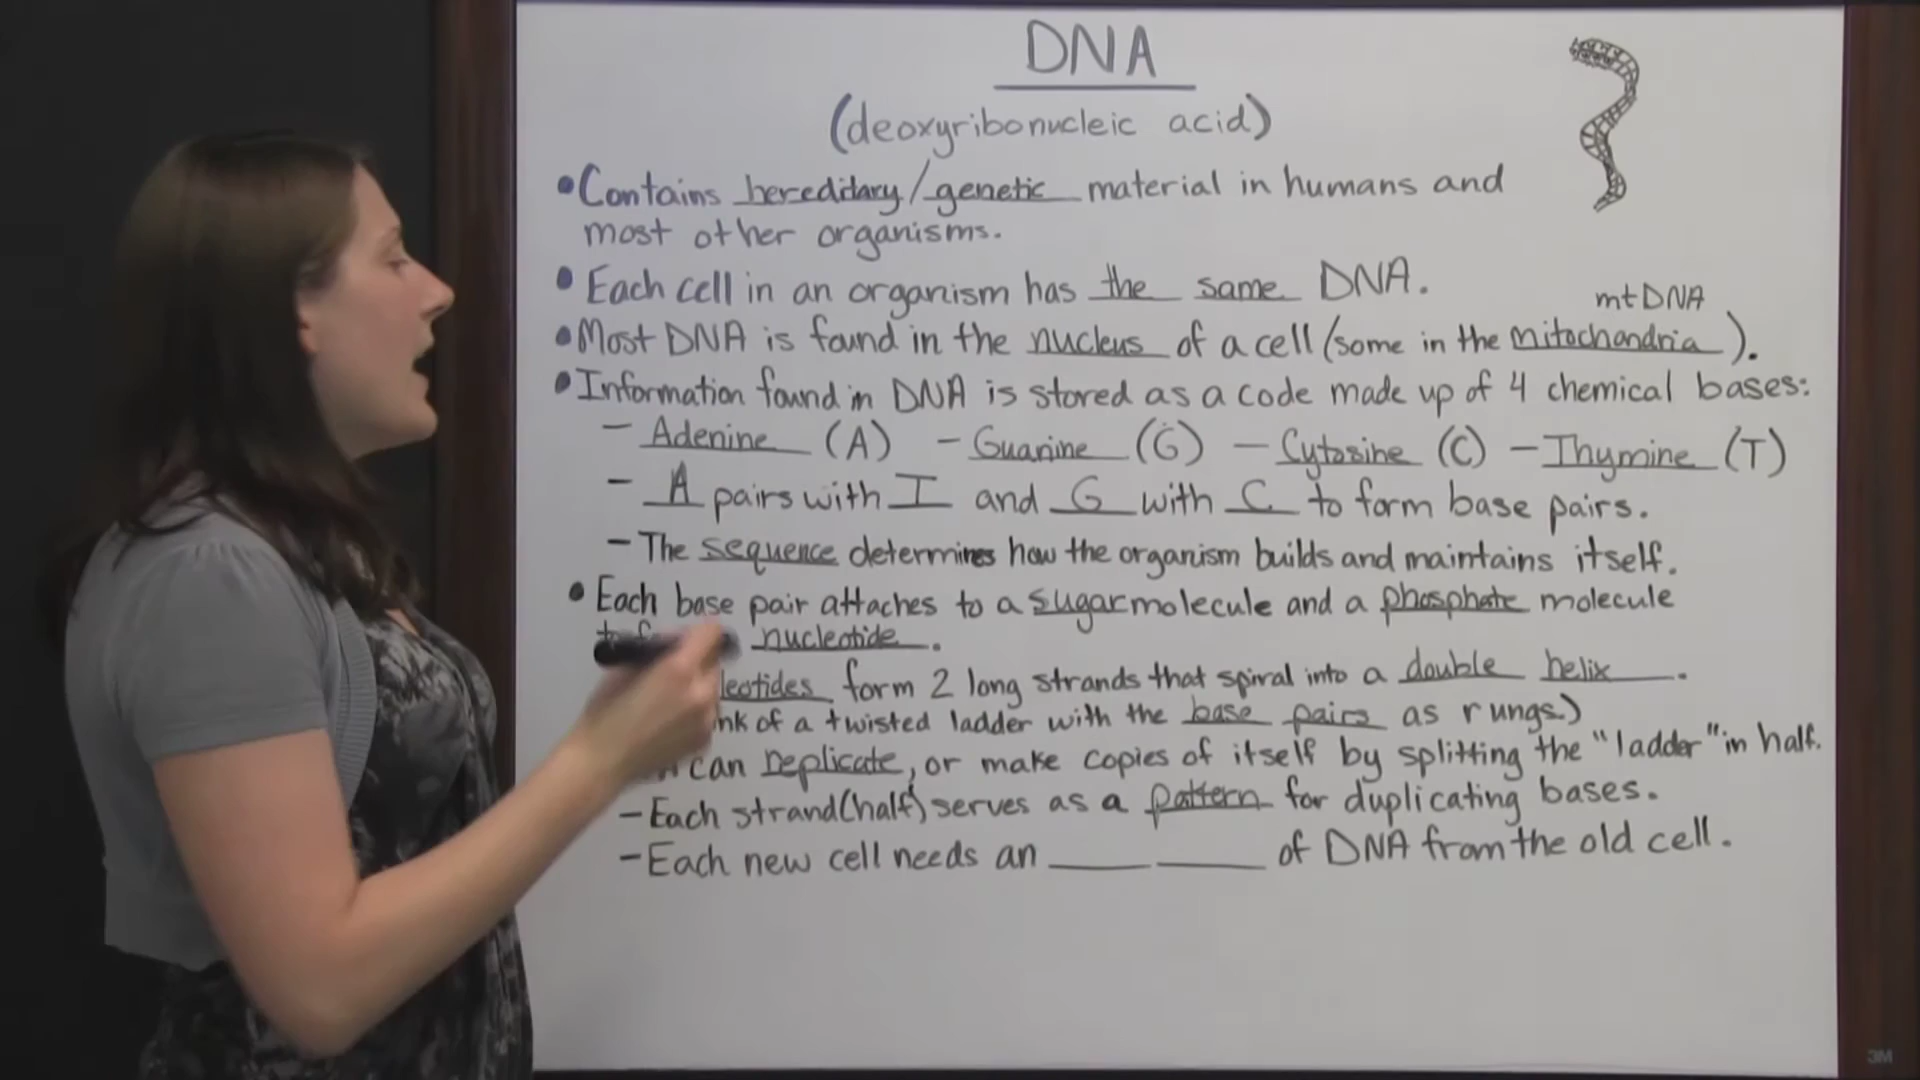 DNA
(deoxyribonucleic acid)
•Contains hereditary/genetic material in humans and
most other organisms.
• Each cell in an organism has the same DNA.
mtDNA
•Most DNA is found in the nucleus of a cell (some in the mitochondria).
•Information found in DNA is stored as a code made up of 4 chemical bases:
- Adenine (A) - Guanine (G) - Cytosine (C) - Thymine (T)
- A pairs with T and G with C to form base pairs.
- The sequence determines how the organism builds and maintains itself.
• Each base pair attaches to a sugar molecule and a phosphate molecule
nucleotide.
form 2 long strands that spiral into a double helix.
of a twisted ladder with the base pairs as rungs.)
can replicate, or make copies of itself by splitting the "ladder" in half.
- Each strand (half) serves as a pattern for duplicating bases.
- Each new cell needs an ____ ____ of DNA from the old cell.
3M